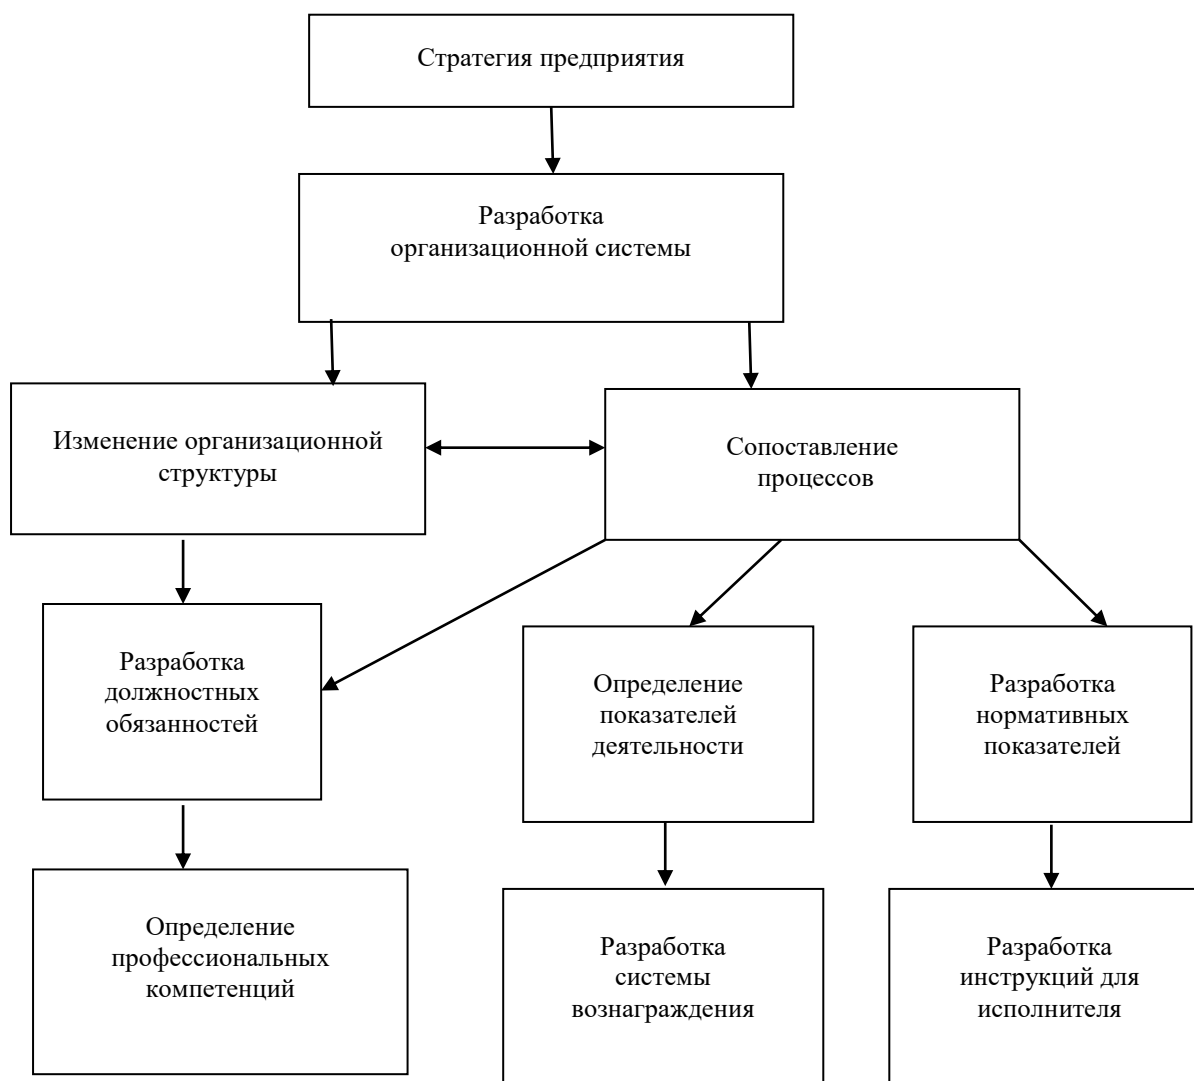 Стратегия предприятия
Разработка
организационной системы
Изменение организационной
структуры
Сопоставление
процессов
Разработка
должностных
обязанностей
Определение
показателей
деятельности
Разработка
нормативных
показателей
Определение
профессиональных
компетенций
Разработка
системы
вознаграждения
Разработка
инструкций для
исполнителя